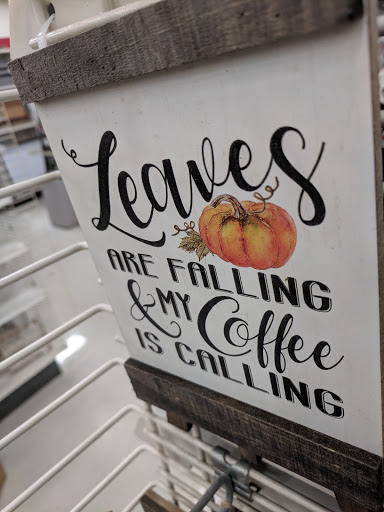 Leaves
ARE FALLING
& MY Coffee
IS CALLING